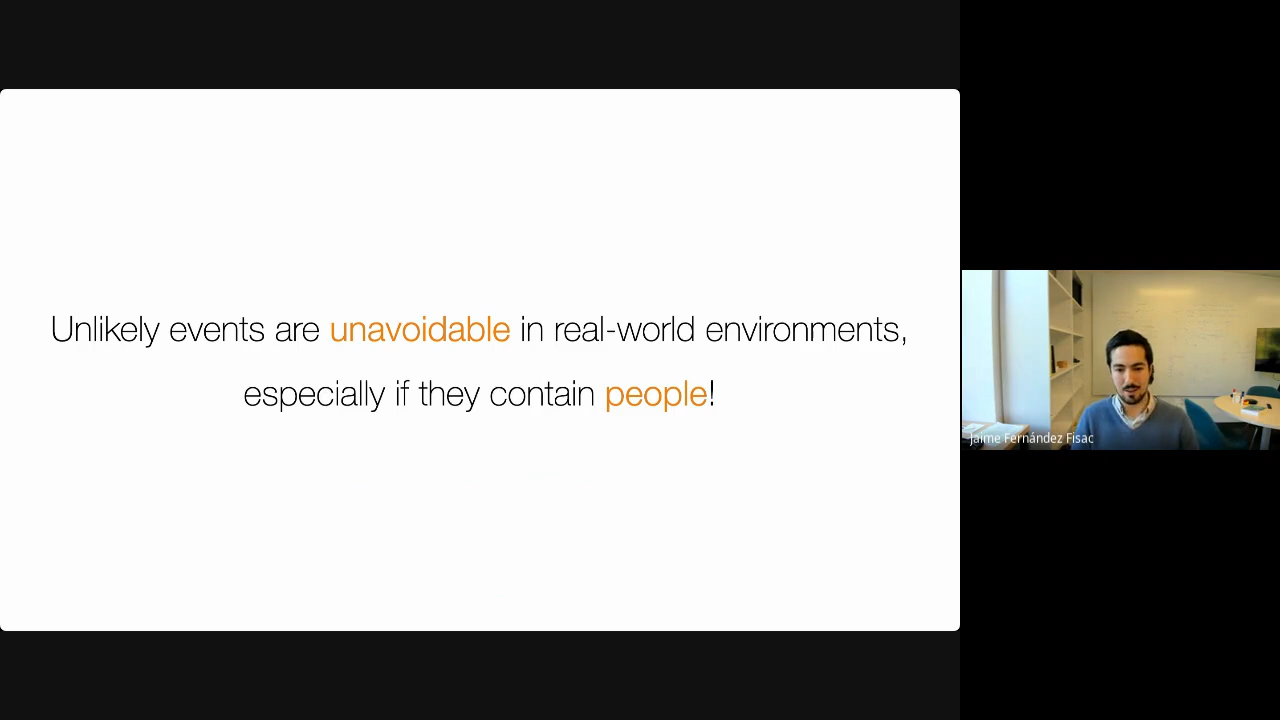 Unlikely events are unavoidable in real-world environments,
especially if they contain people!
Jaime Fernández Fisac